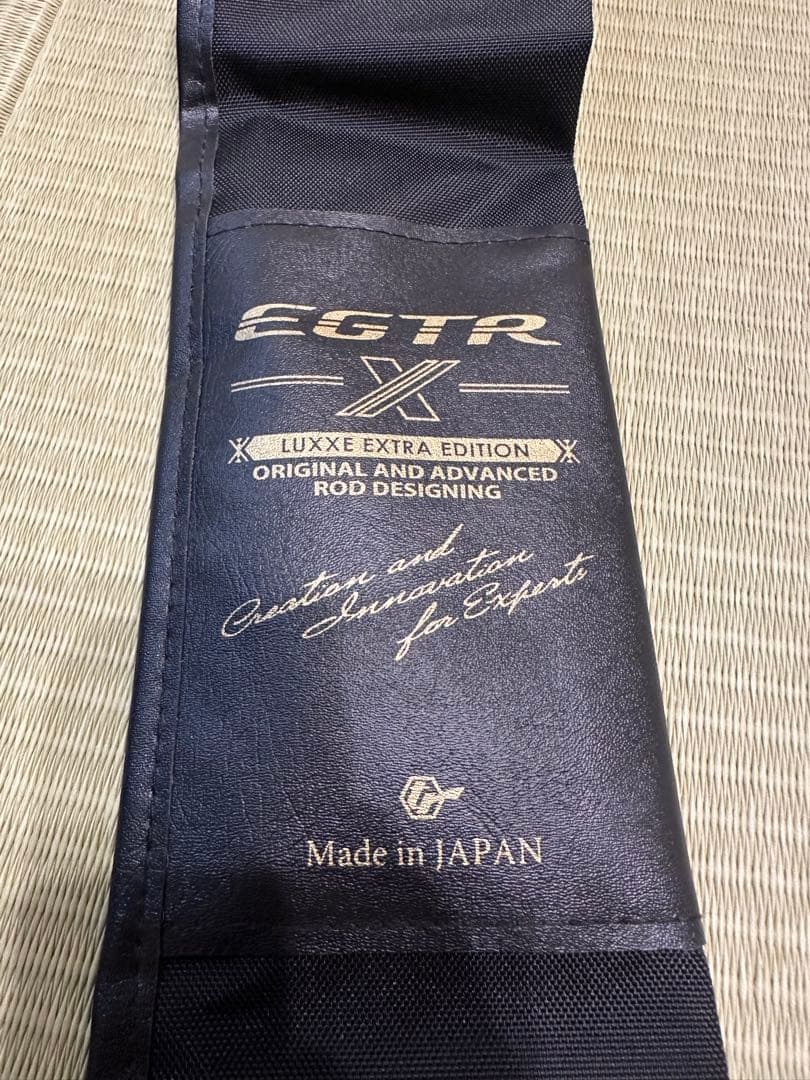 EGTR
X
LUXXE EXTRA EDITION
ORIGINAL AND ADVANCED
ROD DESIGNING
Creation and
Innovation
for Experts
Made in JAPAN